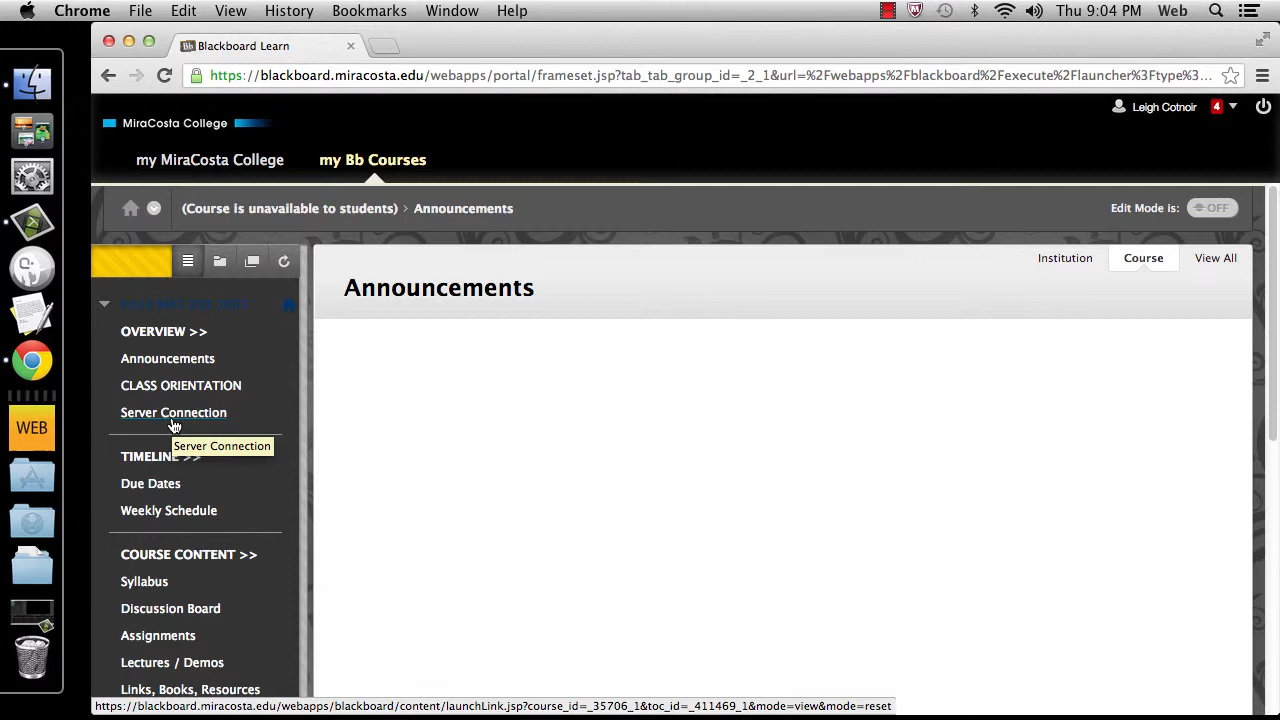 Chrome File Edit View History Bookmarks Window Help Thu 9:04 PM Web
Bb Blackboard Learn
https://blackboard.miracosta.edu/webapps/portal/frameset.jsp?tab_tab_group_id=_2_1&url=%2Fwebapps%2Fblackboard%2Fexecute%2Flauncher%3Ftype%3...
MiraCosta College
Leigh Cotnoir 4
my MiraCosta College my Bb Courses
(Course is unavailable to students) > Announcements
Edit Mode is: OFF
Institution Course View All
Announcements
OVERVIEW >>
Announcements
CLASS ORIENTATION
Server Connection
Server Connection
TIMELINE >>
Due Dates
Weekly Schedule
COURSE CONTENT >>
Syllabus
Discussion Board
Assignments
Lectures / Demos
Links, Books, Resources
WEB
https://blackboard.miracosta.edu/webapps/blackboard/content/launchLink.jsp?course_id=_35706_1&toc_id=_411469_1&mode=view&mode=reset